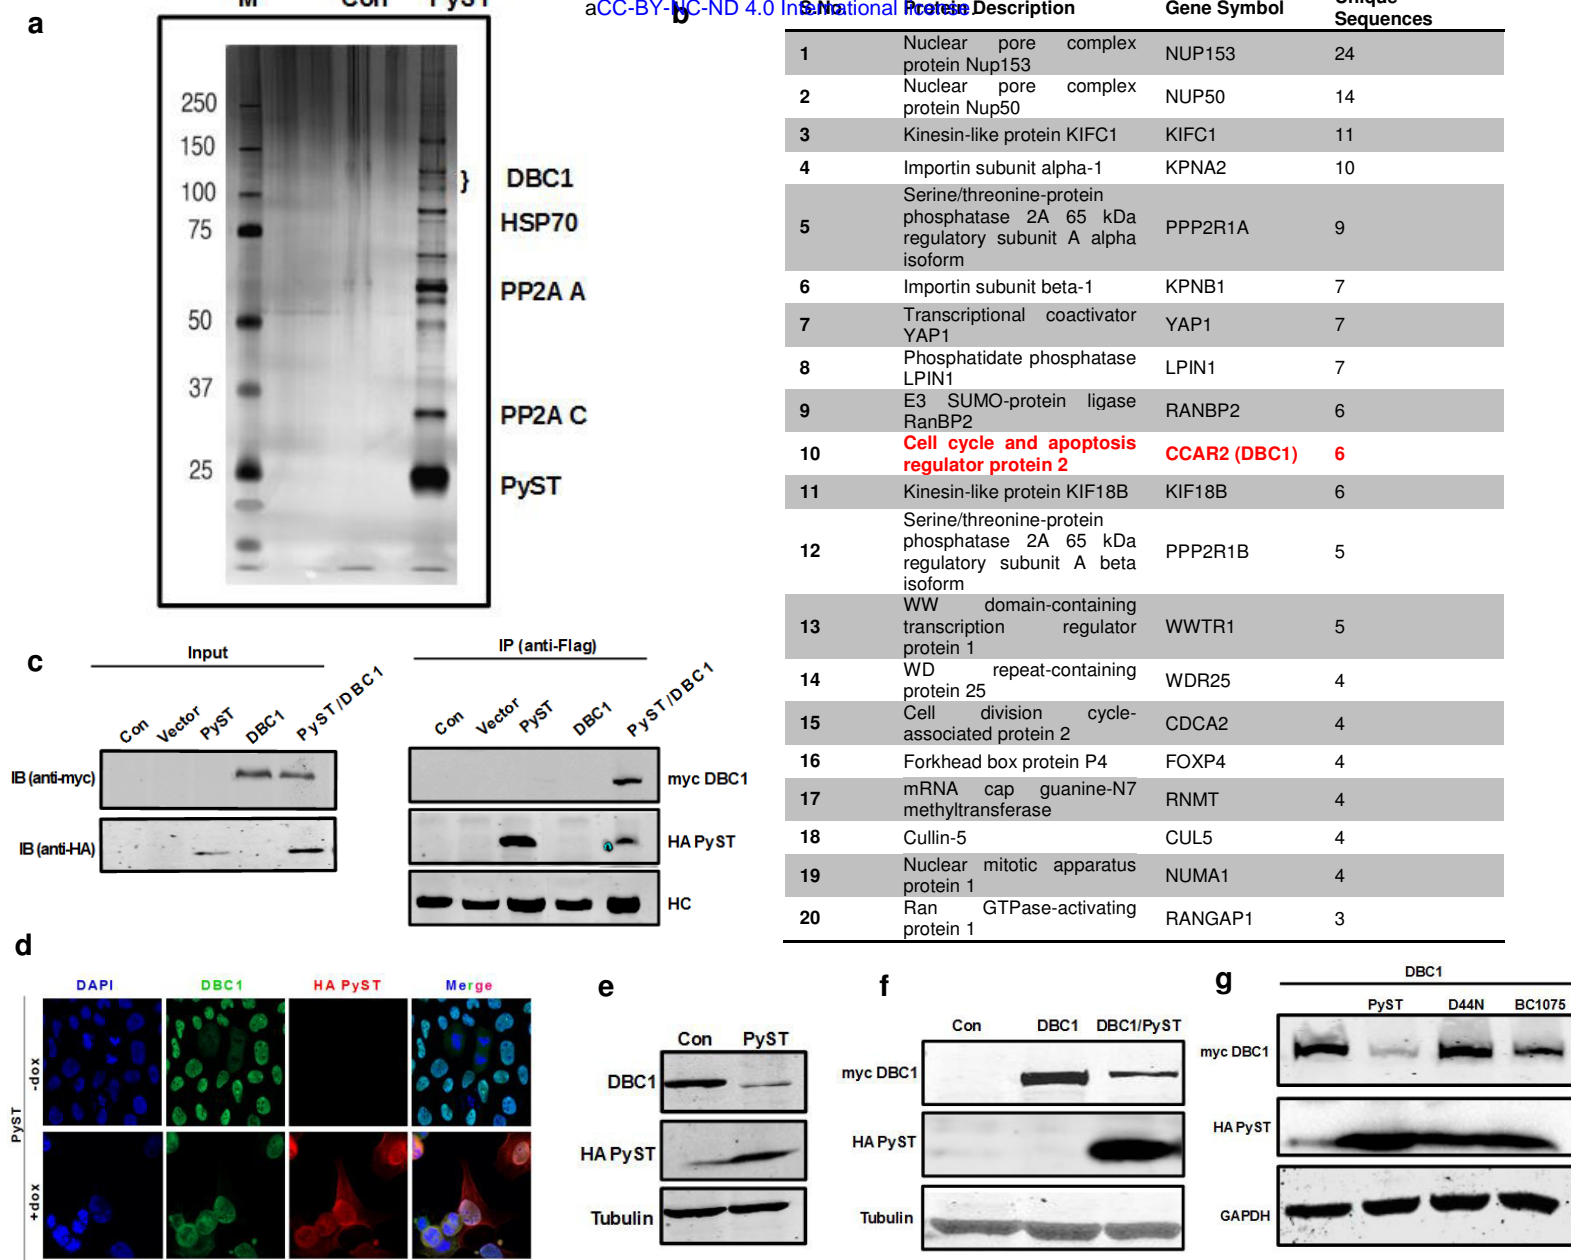 M Con PyST
aCC-BY-NC-ND 4.0 International license.
a
250
150
100
75
50
37
25
} DBC1
HSP70
PP2A A
PP2A C
PyST
b
S.No Protein Description Gene Symbol Unique
Sequences
1 Nuclear pore complex
protein Nup153 NUP153 24
2 Nuclear pore complex
protein Nup50 NUP50 14
3 Kinesin-like protein KIFC1 KIFC1 11
4 Importin subunit alpha-1 KPNA2 10
5 Serine/threonine-protein
phosphatase 2A 65 kDa
regulatory subunit A alpha
isoform PPP2R1A 9
6 Importin subunit beta-1 KPNB1 7
7 Transcriptional coactivator
YAP1 YAP1 7
8 Phosphatidate phosphatase
LPIN1 LPIN1 7
9 E3 SUMO-protein ligase
RanBP2 RANBP2 6
10 Cell cycle and apoptosis
regulator protein 2 CCAR2 (DBC1) 6
11 Kinesin-like protein KIF18B KIF18B 6
12 Serine/threonine-protein
phosphatase 2A 65 kDa
regulatory subunit A beta
isoform PPP2R1B 5
13 WW domain-containing
transcription regulator
protein 1 WWTR1 5
14 WD repeat-containing
protein 25 WDR25 4
15 Cell division cycle-
associated protein 2 CDCA2 4
16 Forkhead box protein P4 FOXP4 4
17 mRNA cap guanine-N7
methyltransferase RNMT 4
18 Cullin-5 CUL5 4
19 Nuclear mitotic apparatus
protein 1 NUMA1 4
20 Ran GTPase-activating
protein 1 RANGAP1 3
c
Input
IP (anti-Flag)
Con Vector PyST DBC1 PyST/DBC1
Con Vector PyST DBC1 PyST/DBC1
IB (anti-myc)
myc DBC1
IB (anti-HA)
HA PyST
HC
d
DAPI DBC1 HA PyST Merge
PyST
-dox
+dox
e
Con PyST
DBC1
HA PyST
Tubulin
f
Con DBC1 DBC1/PyST
myc DBC1
HA PyST
Tubulin
g
DBC1
PyST D44N BC1075
myc DBC1
HA PyST
GAPDH